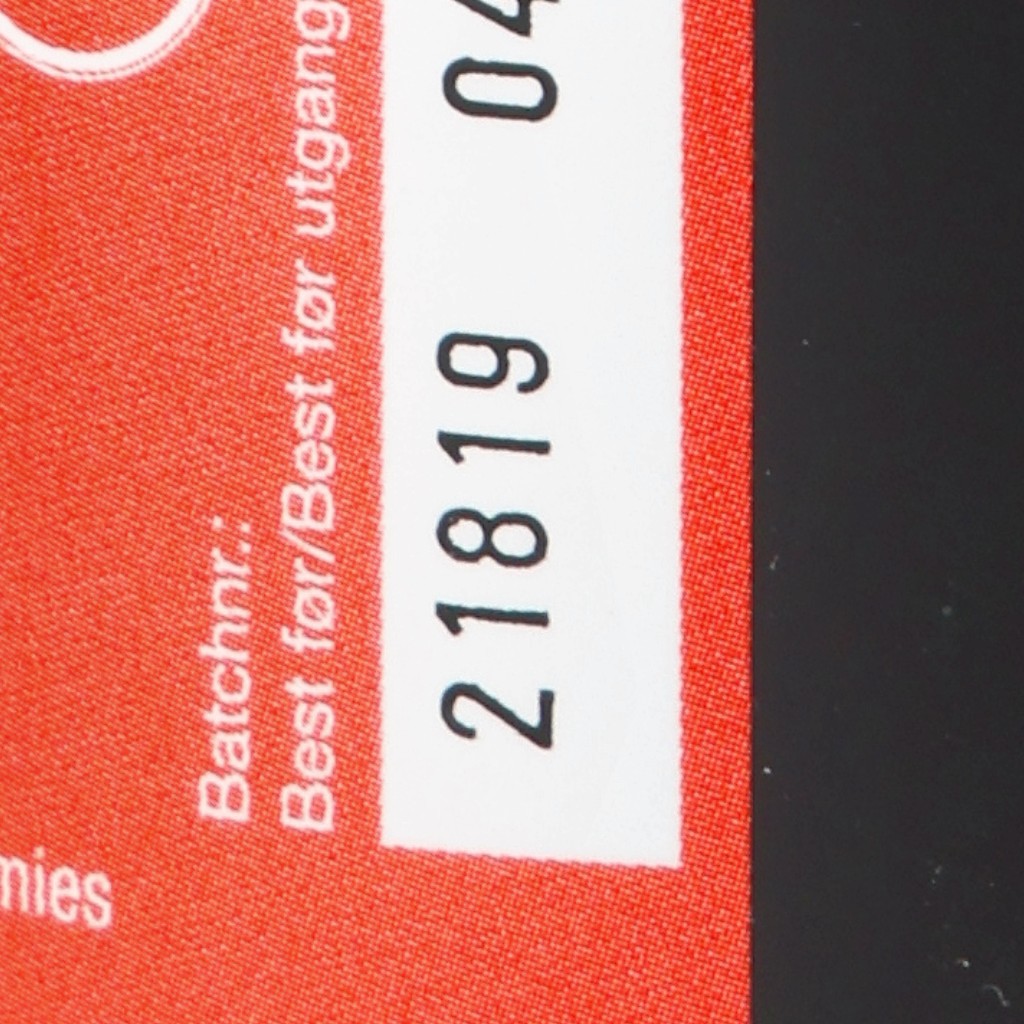 Batchnr.:
Best før/Best før utgang
21819 04
mies